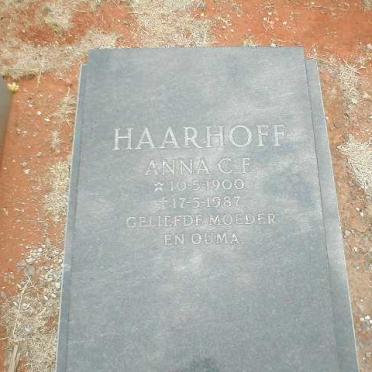 HAARHOFF
ANNA C.F.
☆ 10-5-1900
✝ 17-5-1987
GELIEFDE MOEDER
EN OUMA